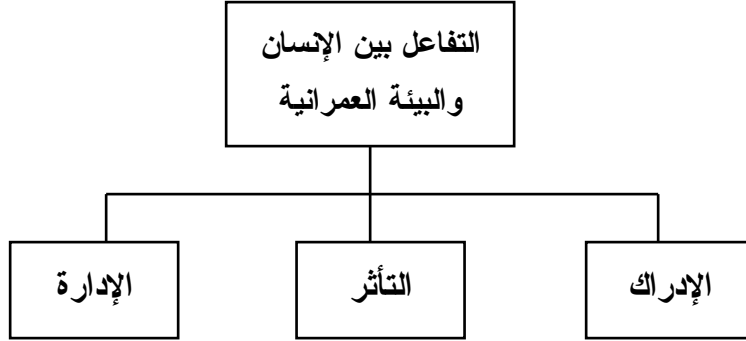 التفاعل بين الإنسان
والبيئة العمرانية
الإدراك
التأثر
الإدارة